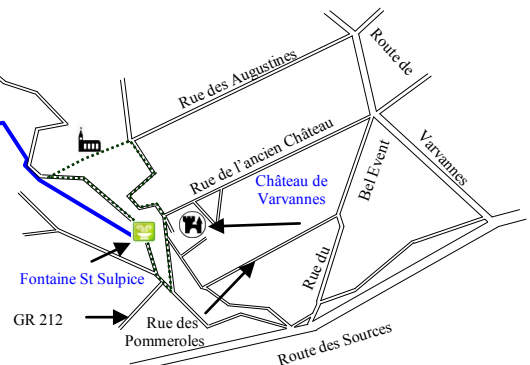 Rue des Augustines
Route de
Varvannes
Rue de l’ancien Château
Château de
Varvannes
Bel Event
Rue du
Fontaine St Sulpice
GR 212
Rue des
Pommeroles
Route des Sources